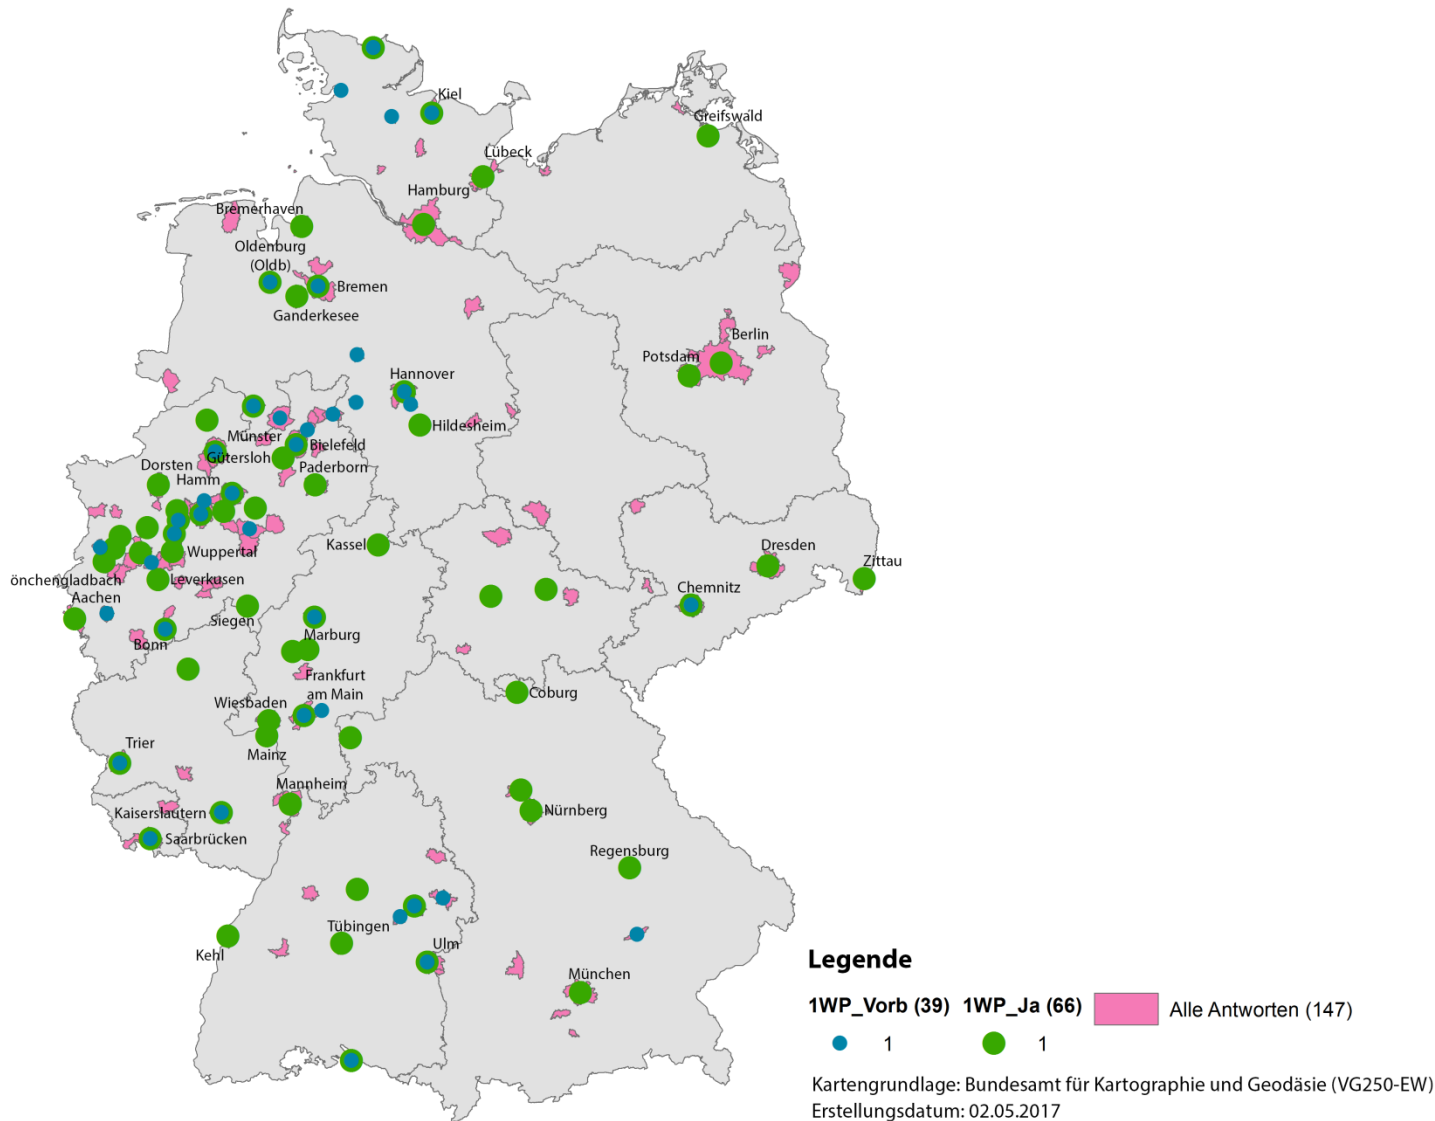 Kiel
Greifswald
Lübeck
Hamburg
Bremerhaven
Oldenburg
(Oldb)
Bremen
Ganderkesee
Berlin
Potsdam
Hannover
Hildesheim
Münster
Bielefeld
Gütersloh
Dorsten
Paderborn
Hamm
Kassel
Wuppertal
Dresden
Zittau
önchengladbach
Leverkusen
Chemnitz
Aachen
Siegen
Marburg
Bonn
Frankfurt
am Main
Coburg
Wiesbaden
Mainz
Trier
Mannheim
Kaiserslautern
Nürnberg
Saarbrücken
Regensburg
Tübingen
Kehl
Ulm
München
Legende
1WP_Vorb (39) 1WP_Ja (66) Alle Antworten (147)
1 1
Kartengrundlage: Bundesamt für Kartographie und Geodäsie (VG250-EW)
Erstellungsdatum: 02.05.2017